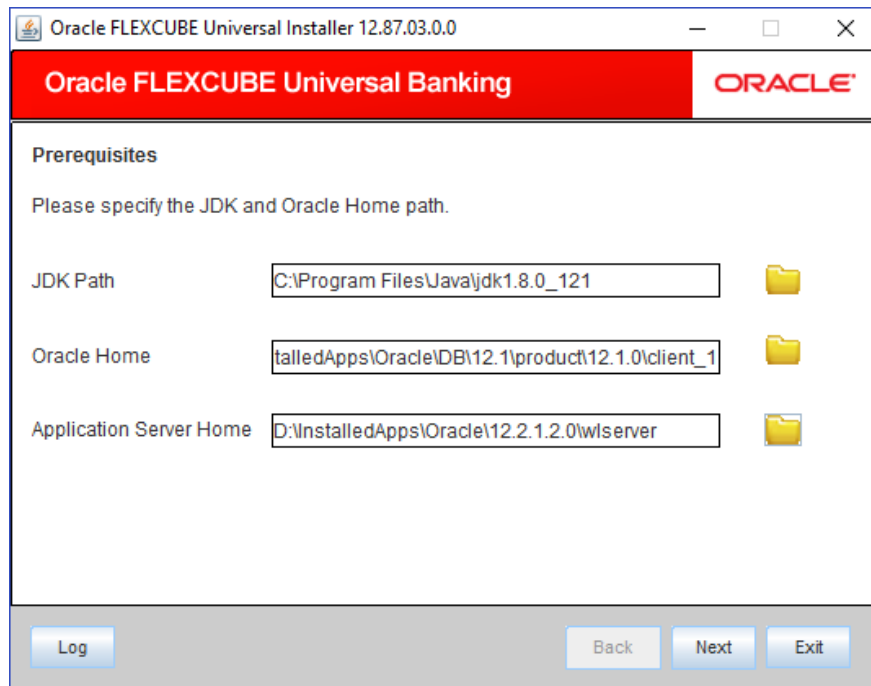 Oracle FLEXCUBE Universal Installer 12.87.03.0.0
Oracle FLEXCUBE Universal Banking
ORACLE
Prerequisites
Please specify the JDK and Oracle Home path.
JDK Path C:\Program Files\Java\jdk1.8.0_121
Oracle Home talledApps\Oracle\DB\12.1\product\12.1.0\client_1
Application Server Home D:\InstalledApps\Oracle\12.2.1.2.0\wlserver
Log Back Next Exit